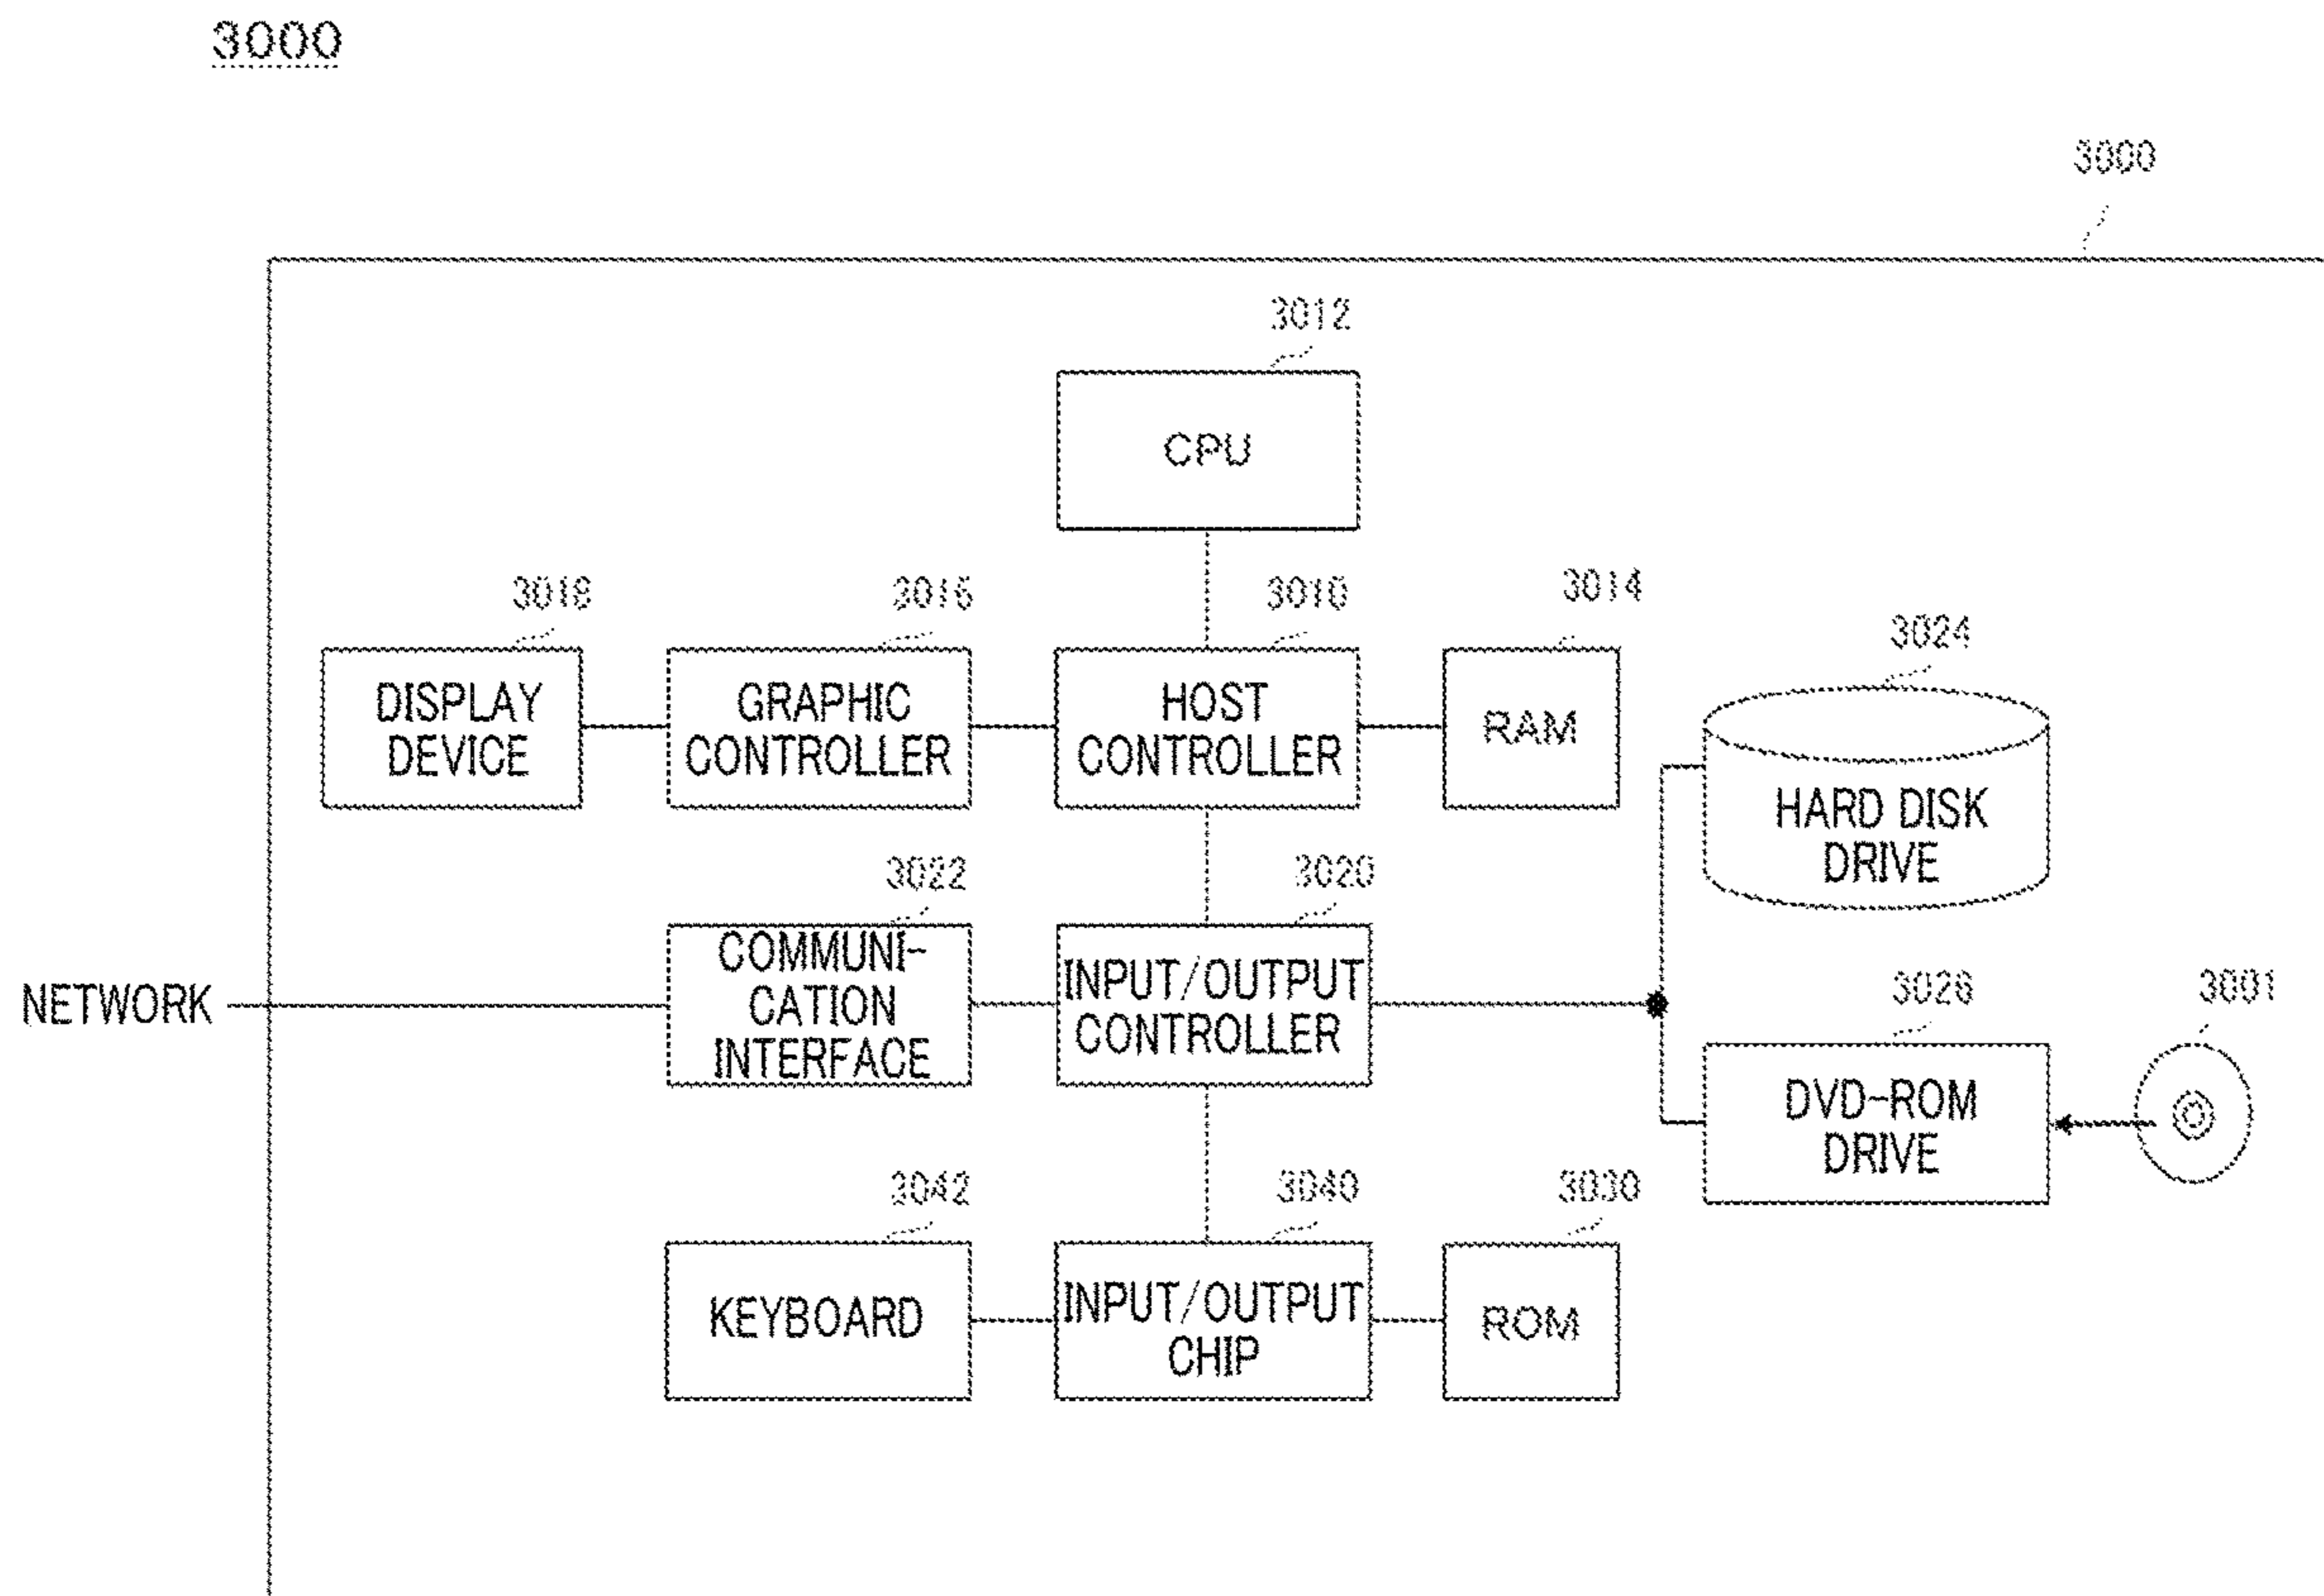 3000
3000
3012
CPU
3018
3016
3010
3014
3024
DISPLAY
DEVICE
GRAPHIC
CONTROLLER
HOST
CONTROLLER
RAM
HARD DISK
DRIVE
3022
3020
COMMUNI-
CATION
INTERFACE
INPUT/OUTPUT
CONTROLLER
NETWORK
3026
3001
DVD-ROM
DRIVE
3042
3040
3030
KEYBOARD
INPUT/OUTPUT
CHIP
ROM